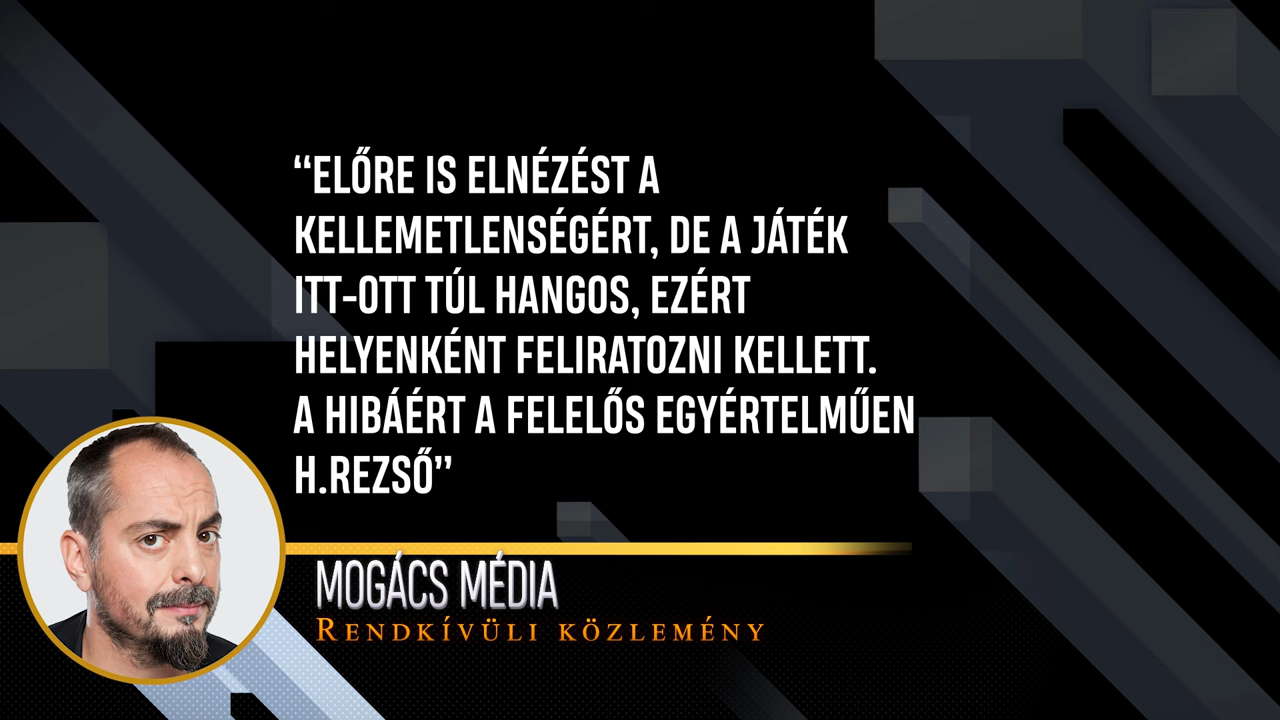 “ELŐRE IS ELNÉZÉST A
KELLEMETLENSÉGÉRT, DE A JÁTÉK
ITT-OTT TÚL HANGOS, EZÉRT
HELYENKÉNT FELIRATOZNI KELLETT.
A HIBÁÉRT A FELELŐS EGYÉRTELMŰEN
H.REZSŐ”
MOGÁCS MÉDIA
RENDKÍVÜLI KÖZLEMÉNY